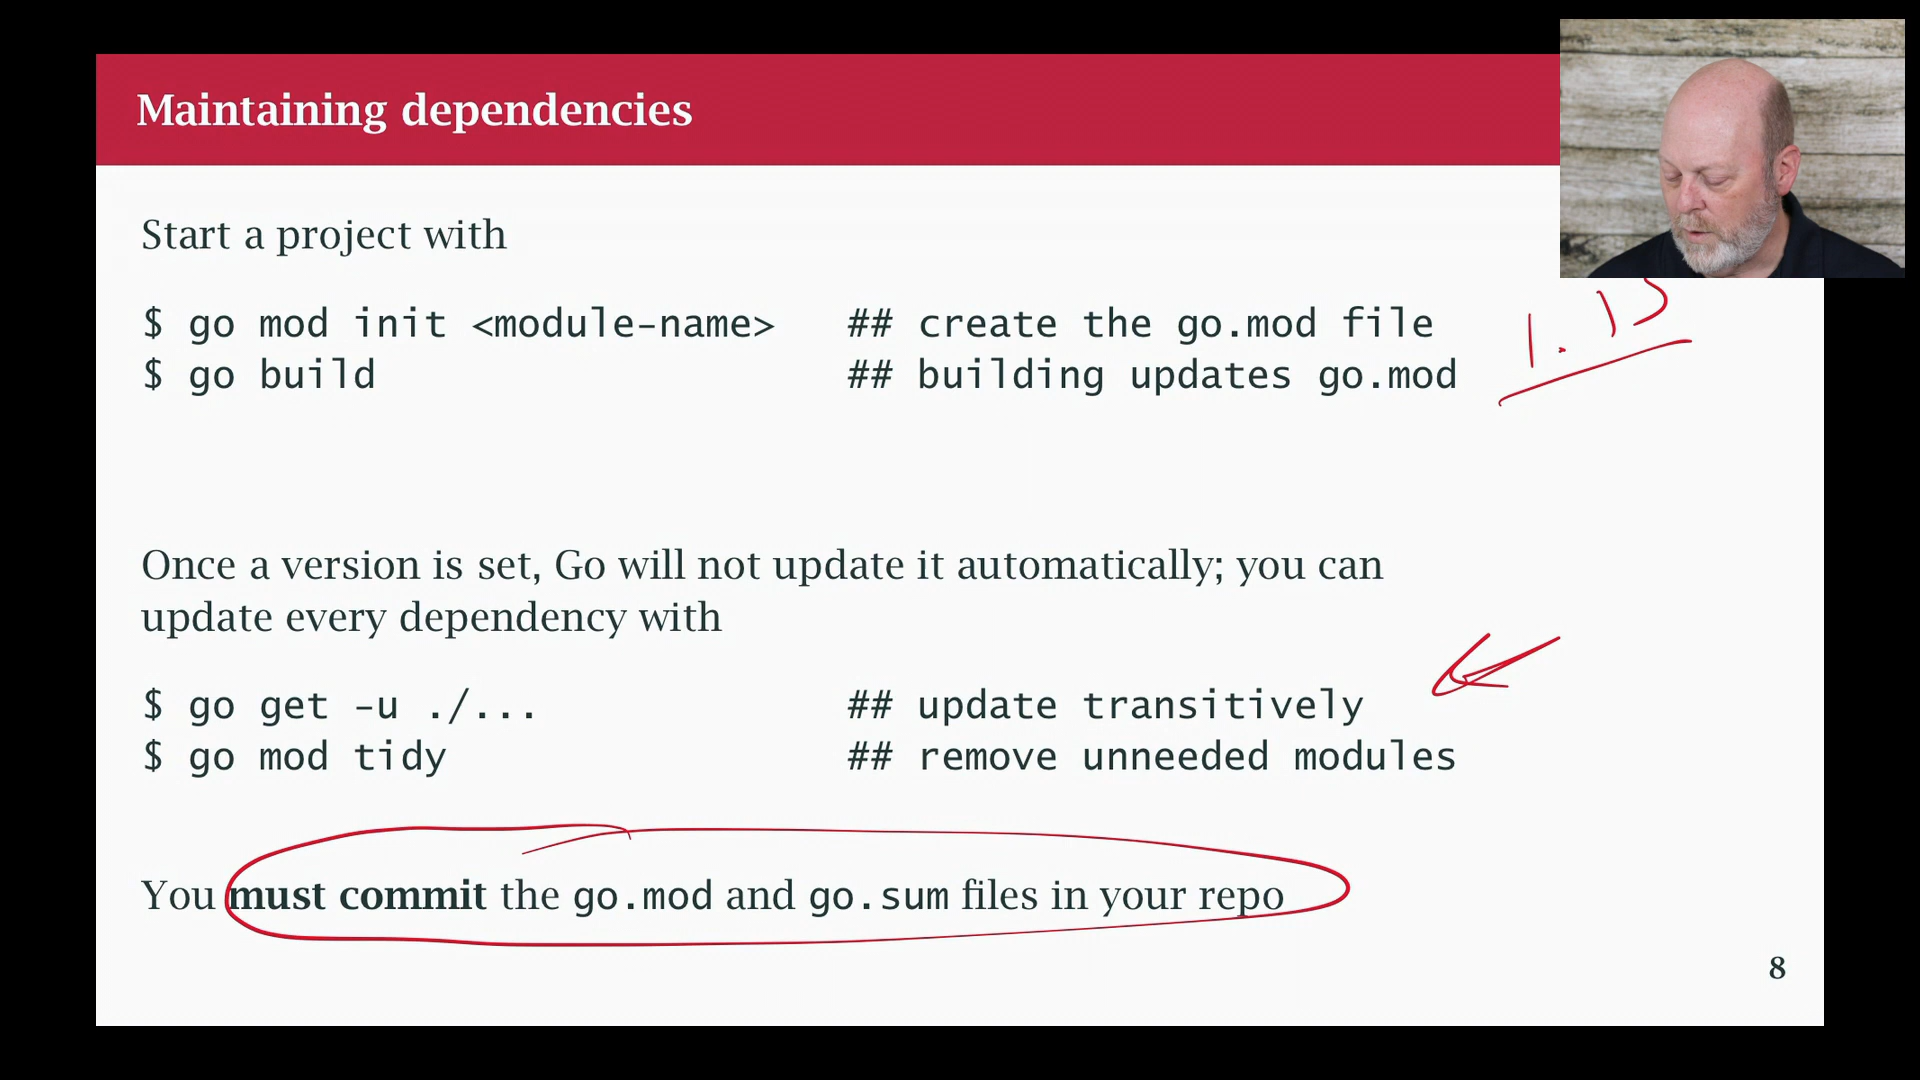 Maintaining dependencies
Start a project with
$ go mod init <module-name> ## create the go.mod file
$ go build ## building updates go.mod
1.15
Once a version is set, Go will not update it automatically; you can
update every dependency with
$ go get -u ./... ## update transitively
$ go mod tidy ## remove unneeded modules
You must commit the go.mod and go.sum files in your repo
8